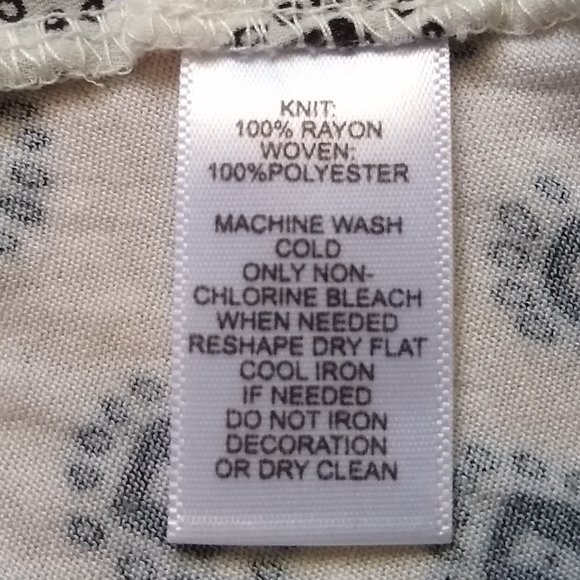 KNIT:
100% RAYON
WOVEN:
100%POLYESTER
MACHINE WASH
COLD
ONLY NON-
CHLORINE BLEACH
WHEN NEEDED
RESHAPE DRY FLAT
COOL IRON
IF NEEDED
DO NOT IRON
DECORATION
OR DRY CLEAN